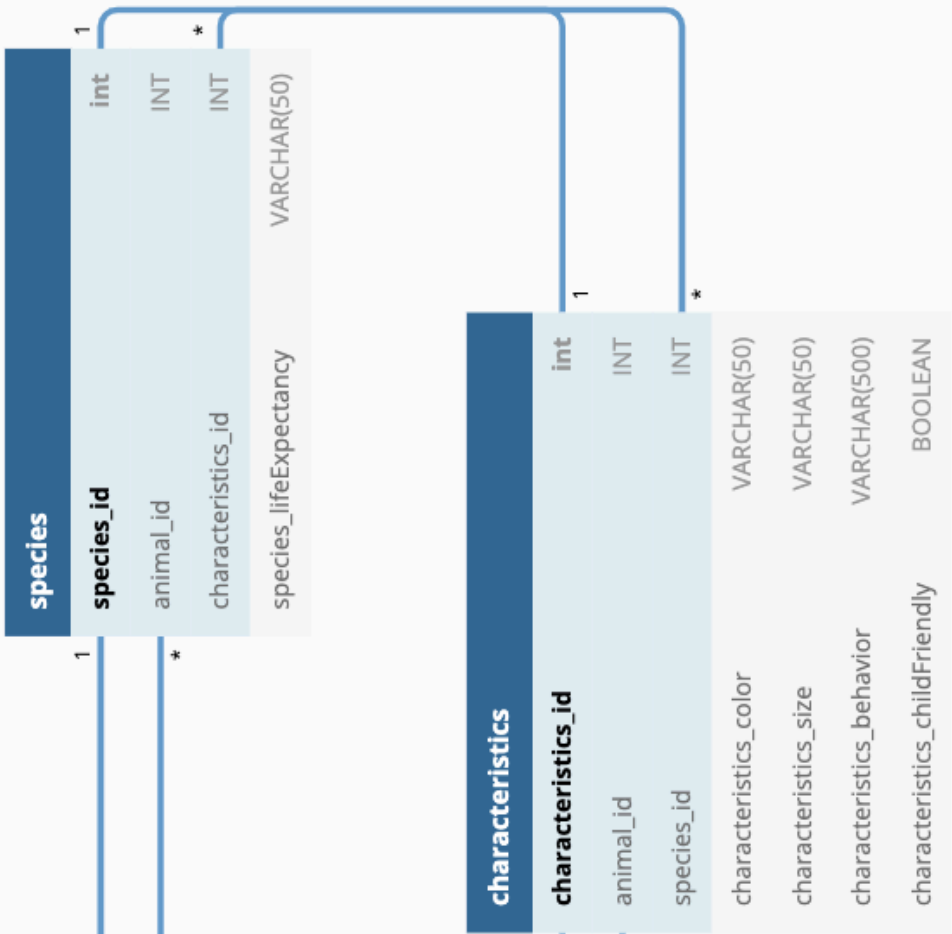 species
species_id int
animal_id INT
characteristics_id INT
species_lifeExpectancy VARCHAR(50)
1
*
1
*
characteristics
characteristics_id int
animal_id INT
species_id INT
characteristics_color VARCHAR(50)
characteristics_size VARCHAR(50)
characteristics_behavior VARCHAR(500)
characteristics_childFriendly BOOLEAN
1
*